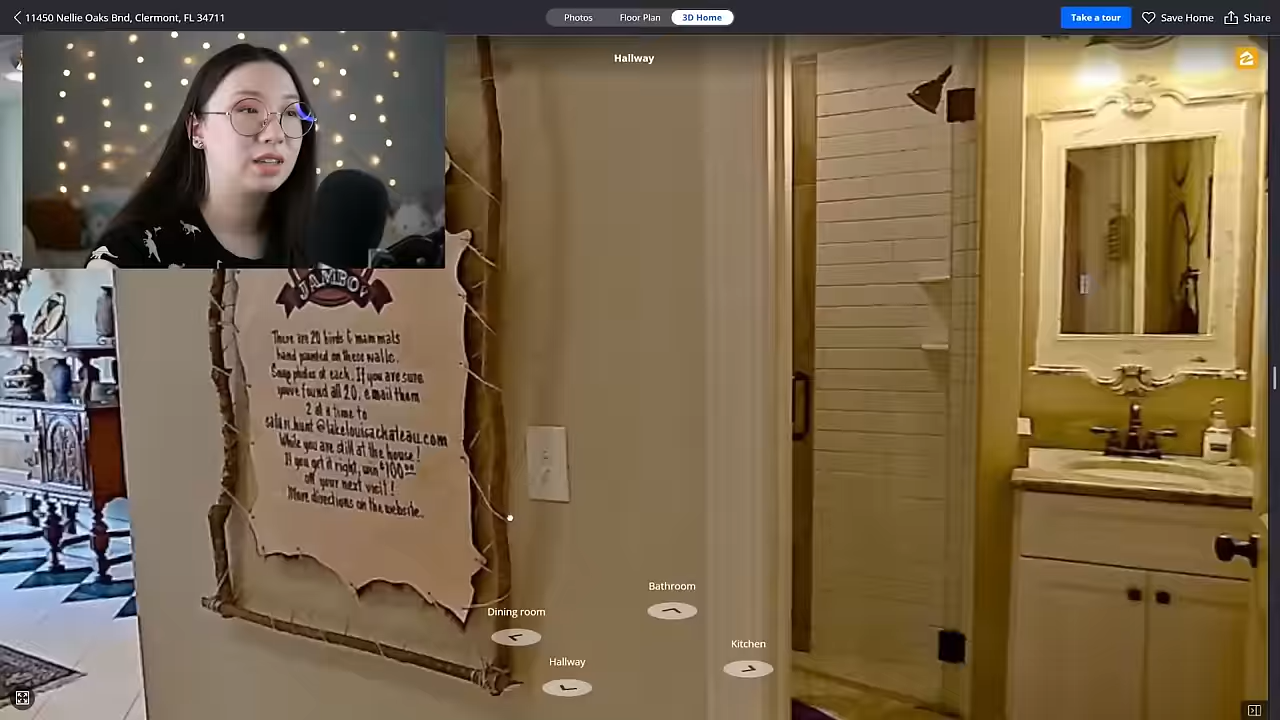 11450 Nellie Oaks Bnd, Clermont, FL 34711
Photos
Floor Plan
3D Home
Take a tour
Save Home
Share
Hallway
JAMBO!
There are 20 birds & mammals
hand painted on these walls.
Snap photos of each. If you are sure
you've found all 20, email them
2 at a time to
@lakelouisachateau.com
While you are still at the house!
If you get it right, win $100.00
off your next visit!
More directions on the website.
Bathroom
Dining room
Kitchen
Hallway